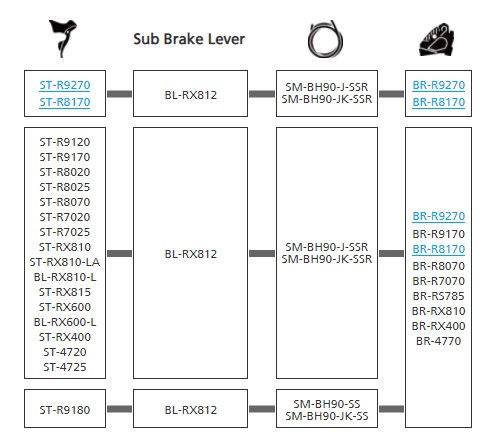 Sub Brake Lever
ST-R9270
ST-R8170
BL-RX812
SM-BH90-J-SSR
SM-BH90-JK-SSR
BR-R9270
BR-R8170
ST-R9120
ST-R9170
ST-R8020
ST-R8025
ST-R8070
ST-R7020
ST-R7025
ST-RX810
ST-RX810-LA
BL-RX810-L
ST-RX815
ST-RX600
BL-RX600-L
ST-RX400
ST-4720
ST-4725
BL-RX812
SM-BH90-J-SSR
SM-BH90-JK-SSR
BR-R9270
BR-R9170
BR-R8170
BR-R8070
BR-R7070
BR-RS785
BR-RX810
BR-RX400
BR-4770
ST-R9180
BL-RX812
SM-BH90-SS
SM-BH90-JK-SS